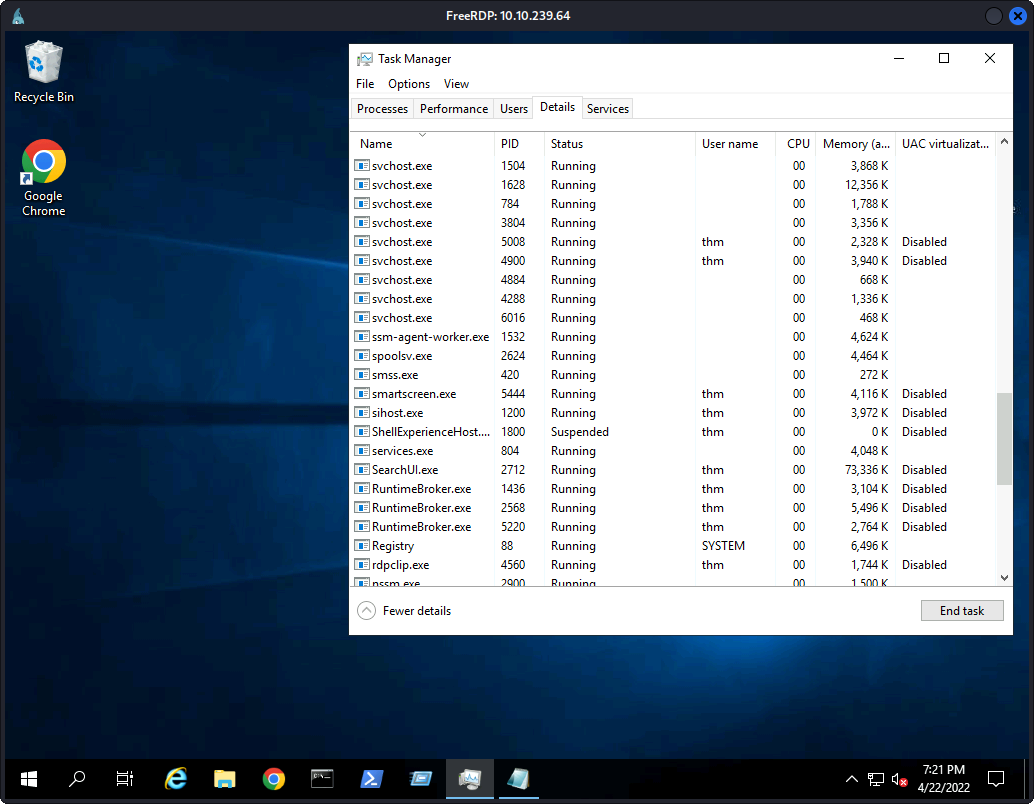 FreeRDP: 10.10.239.64
Recycle Bin
Google
Chrome
Task Manager
File Options View
Processes Performance Users Details Services
Name PID Status User name CPU Memory (a... UAC virtualizat...
svchost.exe 1504 Running 00 3,868 K
svchost.exe 1628 Running 00 12,356 K
svchost.exe 784 Running 00 1,788 K
svchost.exe 3804 Running 00 3,356 K
svchost.exe 5008 Running thm 00 2,328 K Disabled
svchost.exe 4900 Running thm 00 3,940 K Disabled
svchost.exe 4884 Running 00 668 K
svchost.exe 4288 Running 00 1,336 K
svchost.exe 6016 Running 00 468 K
ssm-agent-worker.exe 1532 Running 00 4,624 K
spoolsv.exe 2624 Running 00 4,464 K
smss.exe 420 Running 00 272 K
smartscreen.exe 5444 Running thm 00 4,116 K Disabled
sihost.exe 1200 Running thm 00 3,972 K Disabled
ShellExperienceHost.... 1800 Suspended thm 00 0 K Disabled
services.exe 804 Running 00 4,048 K
SearchUI.exe 2712 Running thm 00 73,336 K Disabled
RuntimeBroker.exe 1436 Running thm 00 3,104 K Disabled
RuntimeBroker.exe 2568 Running thm 00 5,496 K Disabled
RuntimeBroker.exe 5220 Running thm 00 2,764 K Disabled
Registry 88 Running SYSTEM 00 6,496 K
rdpclip.exe 4560 Running thm 00 1,744 K Disabled
nssm.exe 2900 Running 00 1,500 K
Fewer details
End task
7:21 PM
4/22/2022